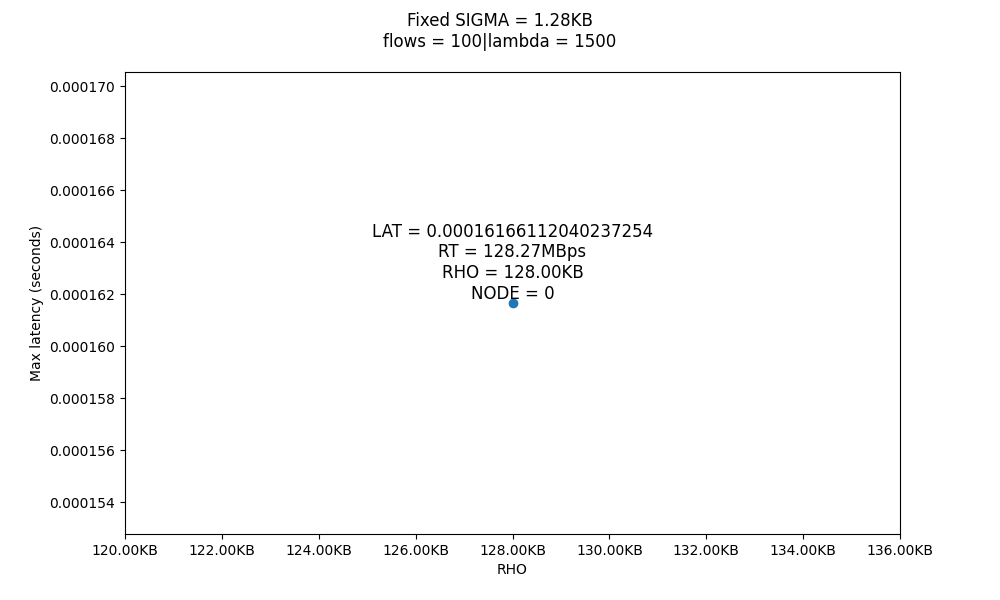 Fixed SIGMA = 1.28KB
flows = 100|lambda = 1500
0.000170
0.000168
0.000166
0.000164
0.000162
0.000160
0.000158
0.000156
0.000154
Max latency (seconds)
LAT = 0.00016166112040237254
RT = 128.27MBps
RHO = 128.00KB
NODE = 0
120.00KB
122.00KB
124.00KB
126.00KB
128.00KB
130.00KB
132.00KB
134.00KB
136.00KB
RHO